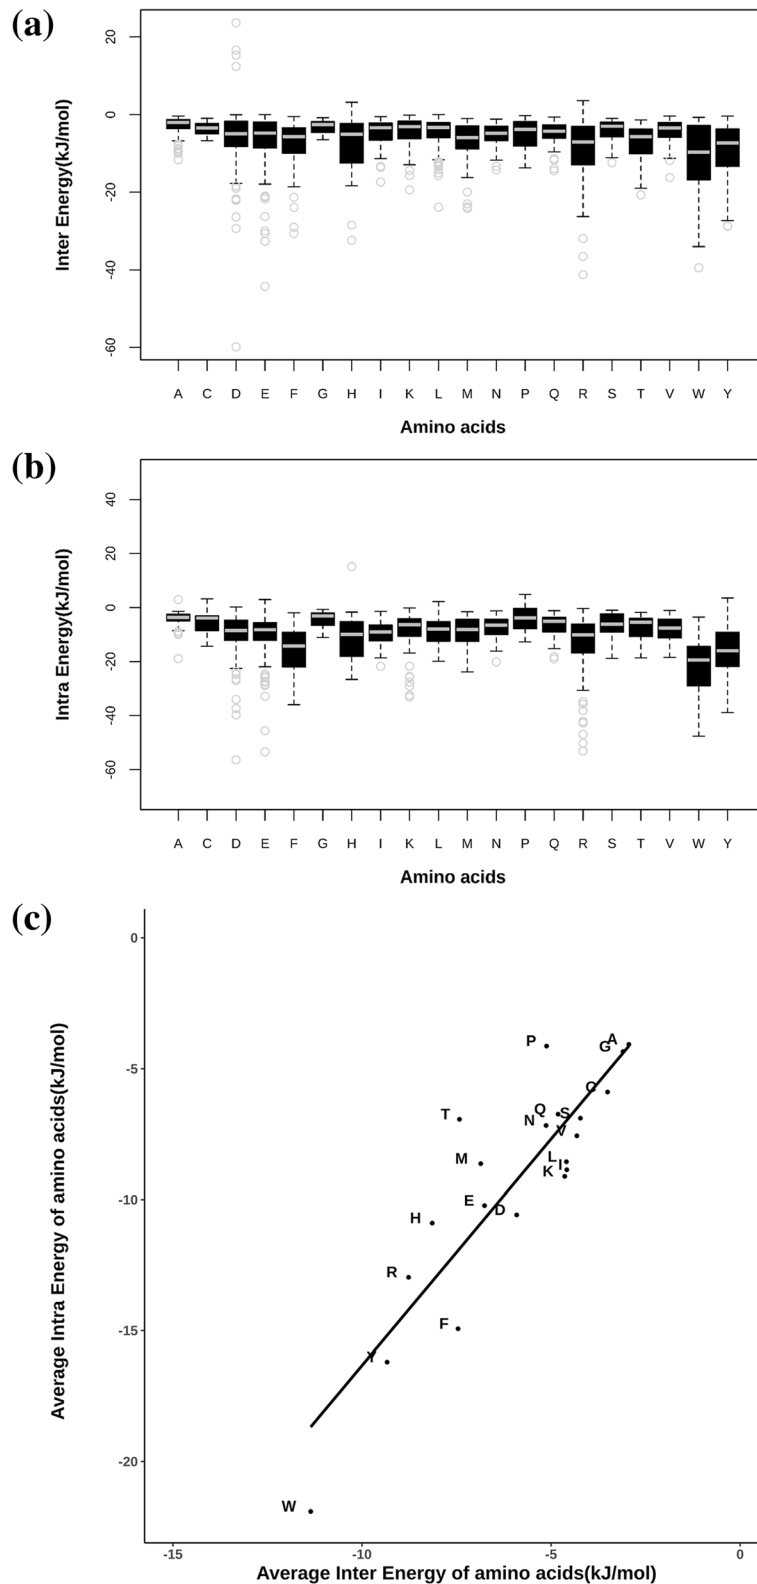 (a)
Inter Energy(kJ/mol)
20
0
20
-40
-60
A C D E F G H I K L M N P Q R S T V W Y
Amino acids
(b)
Intra Energy(kJ/mol)
40
20
0
-20
-40
-60
A C D E F G H I K L M N P Q R S T V W Y
Amino acids
(c)
Average Intra Energy of amino acids(kJ/mol)
0
-5
-10
-15
-20
P
A
G
C
Q
S
T
N
V
L
M
I
K
E
D
H
R
F
Y
W
-15 -10 -5 0
Average Inter Energy of amino acids(kJ/mol)